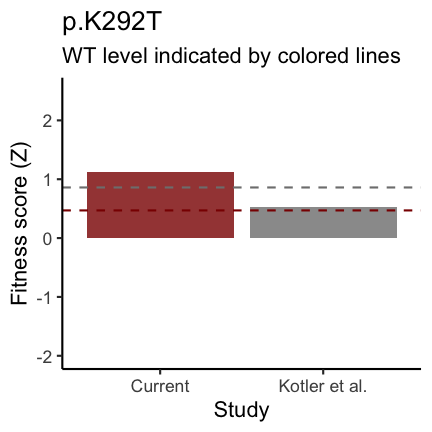 p.K292T
WT level indicated by colored lines
Fitness score (Z)
2
1
0
-1
-2
Current
Kotler et al.
Study